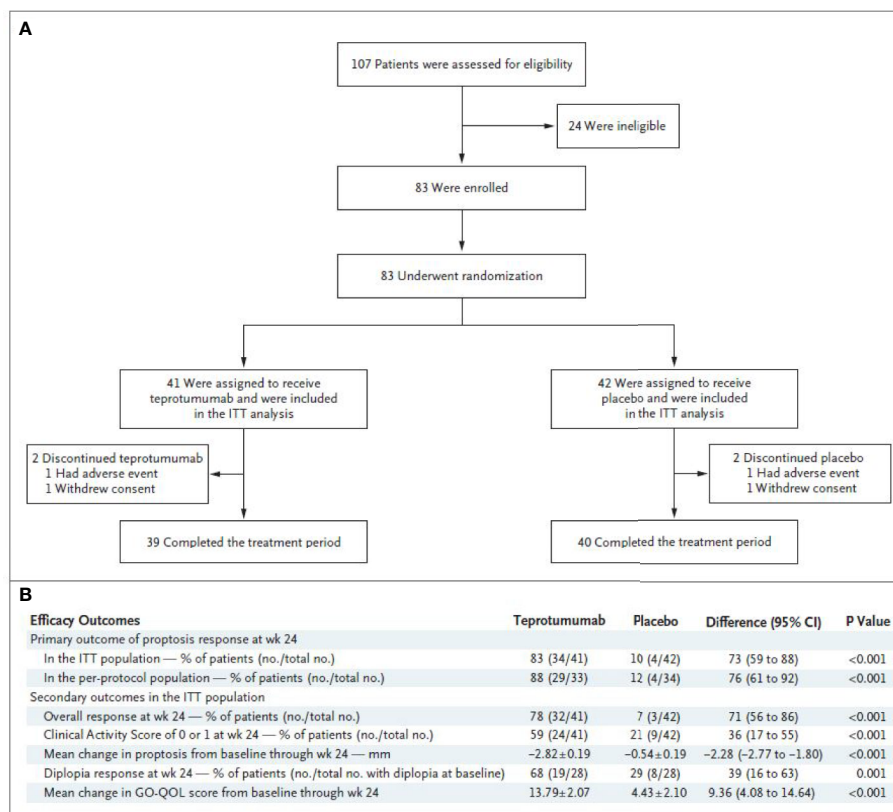 A
107 Patients were assessed for eligibility
24 Were ineligible
83 Were enrolled
83 Underwent randomization
41 Were assigned to receive
teprotumumab and were included
in the ITT analysis
42 Were assigned to receive
placebo and were included
in the ITT analysis
2 Discontinued teprotumumab
1 Had adverse event
1 Withdrew consent
2 Discontinued placebo
1 Had adverse event
1 Withdrew consent
39 Completed the treatment period
40 Completed the treatment period
B
Efficacy Outcomes Teprotumumab Placebo Difference (95% CI) P Value
Primary outcome of proptosis response at wk 24
In the ITT population — % of patients (no./total no.) 83 (34/41) 10 (4/42) 73 (59 to 88) <0.001
In the per-protocol population — % of patients (no./total no.) 88 (29/33) 12 (4/34) 76 (61 to 92) <0.001
Secondary outcomes in the ITT population
Overall response at wk 24 — % of patients (no./total no.) 78 (32/41) 7 (3/42) 71 (56 to 86) <0.001
Clinical Activity Score of 0 or 1 at wk 24 — % of patients (no./total no.) 59 (24/41) 21 (9/42) 36 (17 to 55) <0.001
Mean change in proptosis from baseline through wk 24 — mm −2.82±0.19 −0.54±0.19 −2.28 (−2.77 to −1.80) <0.001
Diplopia response at wk 24 — % of patients (no./total no. with diplopia at baseline) 68 (19/28) 29 (8/28) 39 (16 to 63) 0.001
Mean change in GO-QOL score from baseline through wk 24 13.79±2.07 4.43±2.10 9.36 (4.08 to 14.64) <0.001